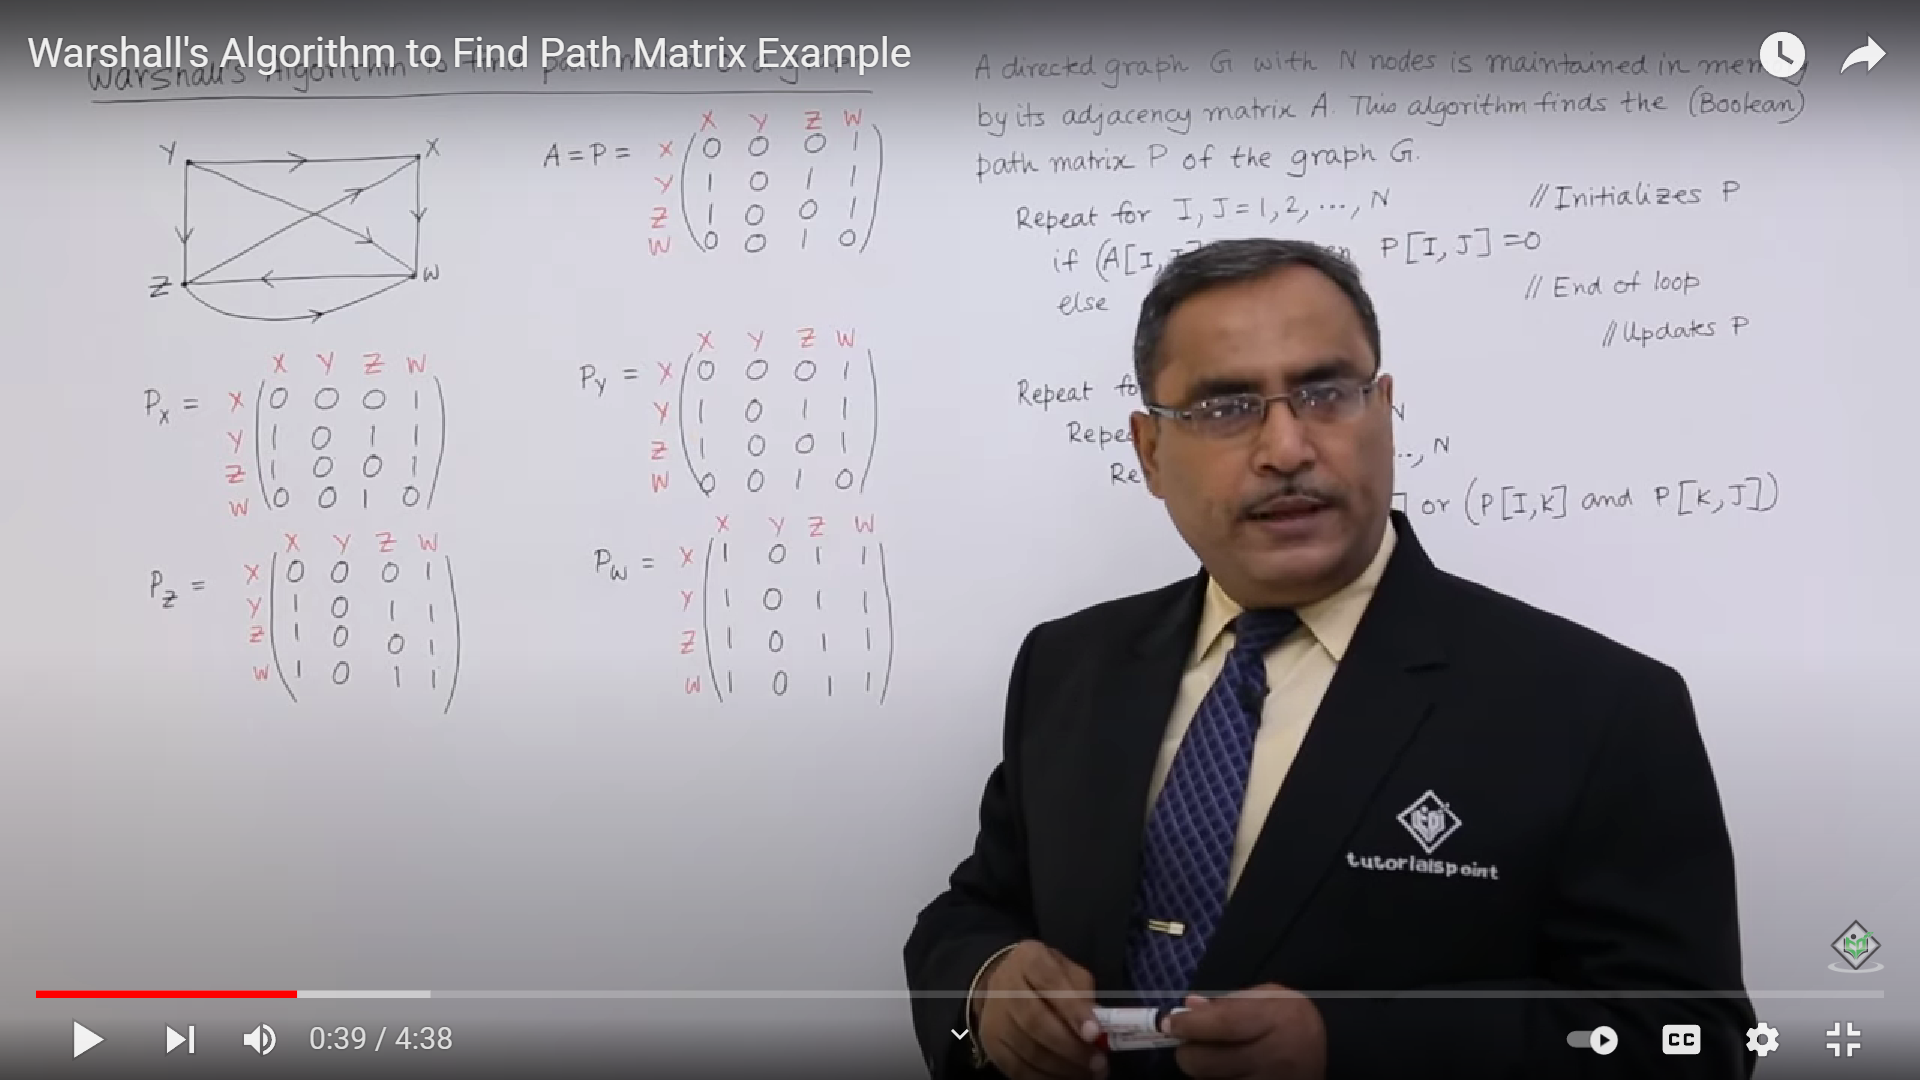 Warshall's Algorithm to Find Path Matrix Example
Y X
Z W
A = P =
X Y Z W
X 0 0 0 1
Y 1 0 1 1
Z 1 0 0 1
W 0 0 1 0
Px =
X Y Z W
X 0 0 0 1
Y 1 0 1 1
Z 1 0 0 1
W 0 0 1 0
PY =
X Y Z W
X 0 0 0 1
Y 1 0 1 1
Z 1 0 0 1
W 0 0 1 0
PZ =
X Y Z W
X 0 0 0 1
Y 1 0 1 1
Z 1 0 0 1
W 1 0 1 1
PW =
X Y Z W
X 1 0 1 1
Y 1 0 1 1
Z 1 0 1 1
W 1 0 1 1
A directed graph G with N nodes is maintained in
by its adjacency matrix A. This algorithm finds the (Boolean)
path matrix P of the graph G.
Repeat for I, J = 1, 2, ..., N // Initializes P
if (A[I, P[I, J] = 0
else // End of loop
// Updates P
Repeat
N
.., N
] or (P[I,K] and P[K,J])
tutorialspoint
0:39 / 4:38
CC